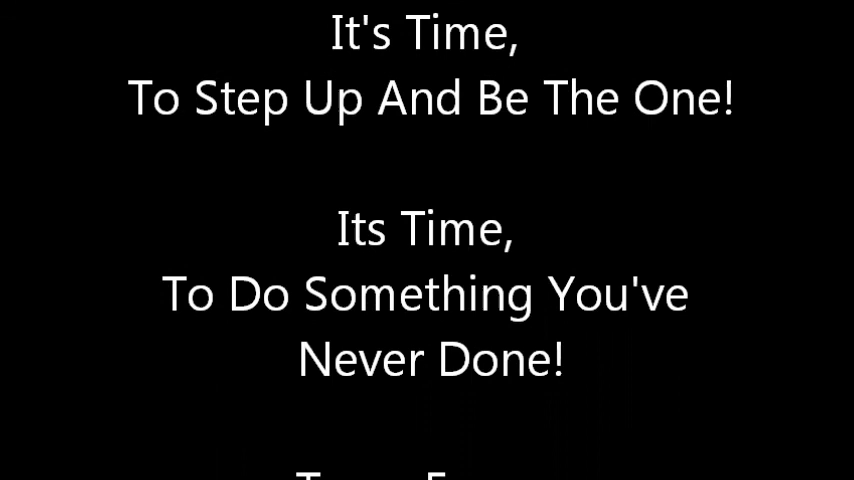 It's Time,
To Step Up And Be The One!
Its Time,
To Do Something You've
Never Done!